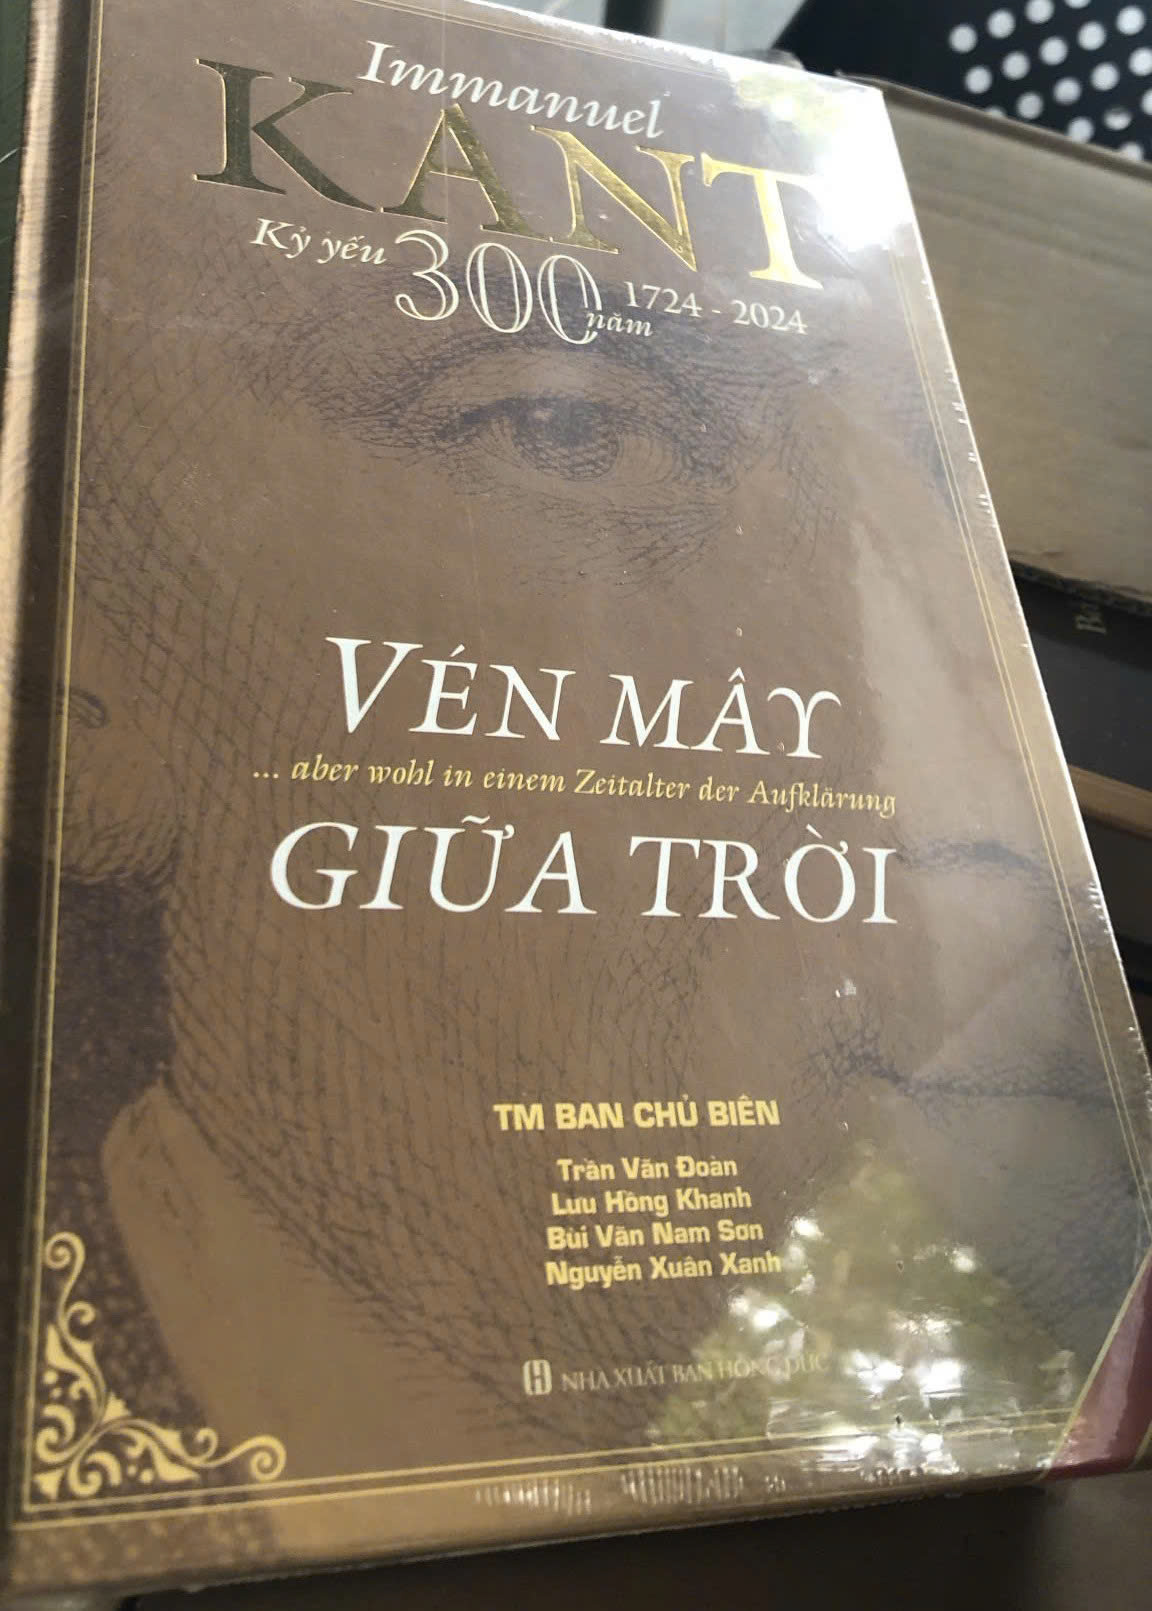 Immanuel
KANT
Kỷ yếu 300 năm 1724 - 2024
VÉN MÂY
... aber wohl in einem Zeitalter der Aufklärung
GIỮA TRỜI
TM BAN CHỦ BIÊN
Trần Văn Đoàn
Lưu Hồng Khanh
Bùi Văn Nam Sơn
Nguyễn Xuân Xanh
NHÀ XUẤT BẢN HỒNG ĐỨC